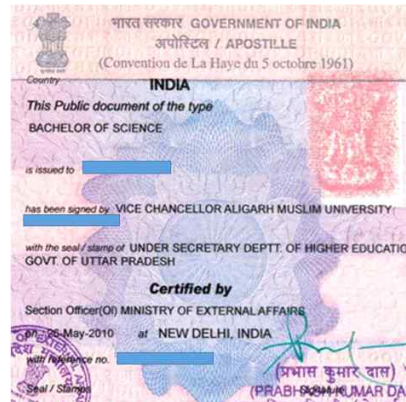 भारत सरकार GOVERNMENT OF INDIA
अपोस्टिल / APOSTILLE
(Convention de La Haye du 5 octobre 1961)
Country INDIA
This Public document of the type
BACHELOR OF SCIENCE
is issued to
has been signed by VICE CHANCELLOR ALIGARH MUSLIM UNIVERSITY
with the seal / stamp of UNDER SECRETARY DEPTT. OF HIGHER EDUCATIO
GOVT. OF UTTAR PRADESH
Certified by
Section Officer(OI) MINISTRY OF EXTERNAL AFFAIRS
on 26-May-2010 at NEW DELHI, INDIA
with reference no.
(प्रभास कुमार दास)
Seal / Stamp Signature KUMAR DA